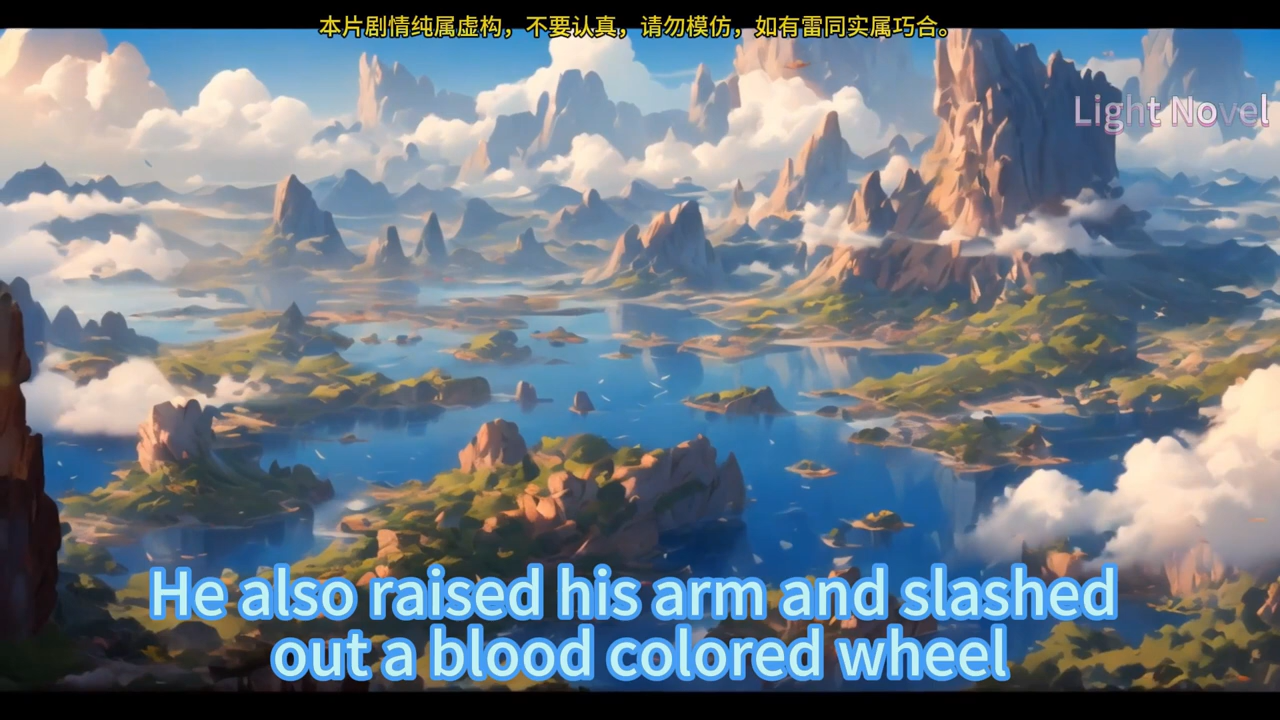 本片剧情纯属虚构，不要认真，请勿模仿，如有雷同实属巧合。
Light Novel
He also raised his arm and slashed
out a blood colored wheel